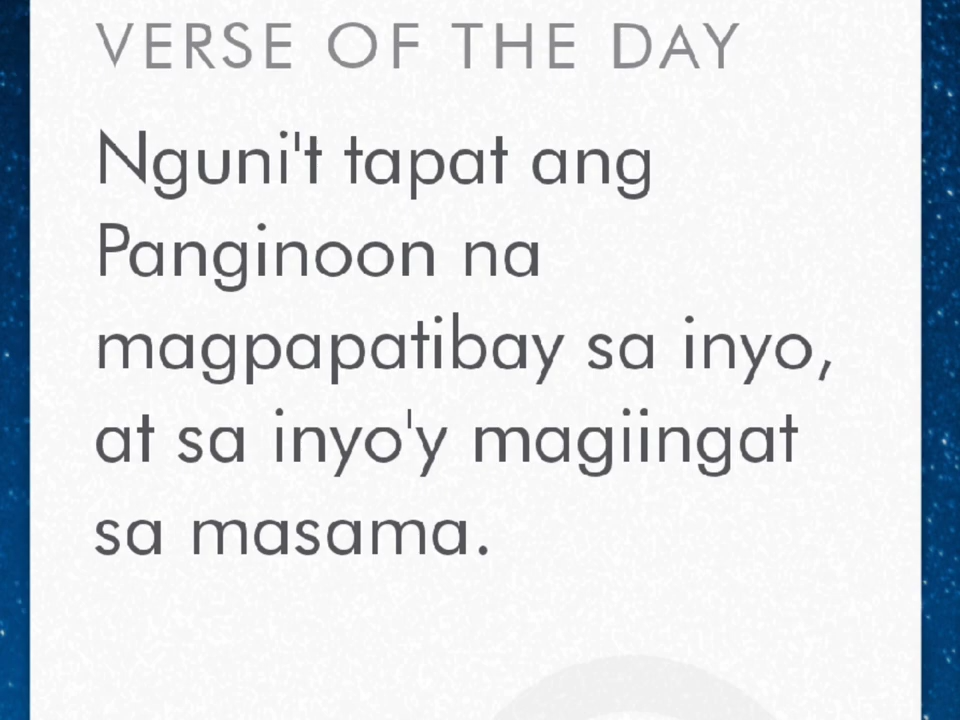 VERSE OF THE DAY
Nguni't tapat ang
Panginoon na
magpapatibay sa inyo,
at sa inyo'y magiingat
sa masama.